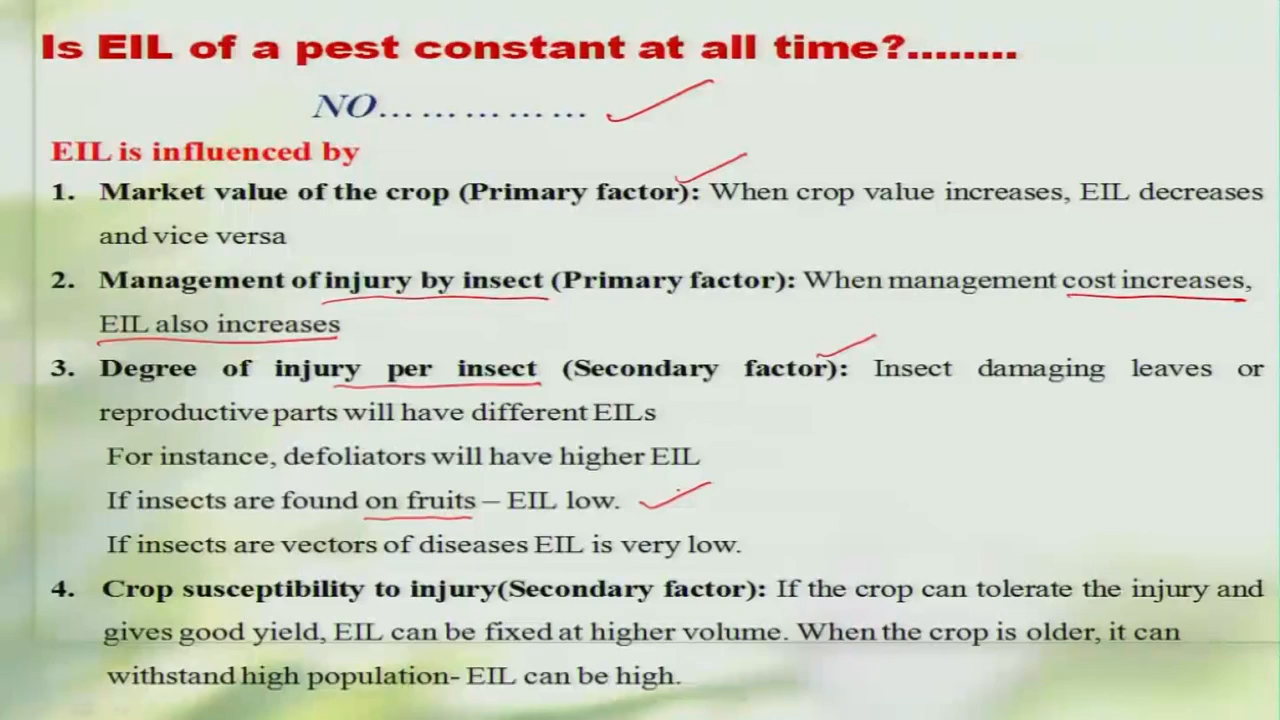 Is EIL of a pest constant at all time?........
NO……………
EIL is influenced by
1. Market value of the crop (Primary factor): When crop value increases, EIL decreases
and vice versa
2. Management of injury by insect (Primary factor): When management cost increases,
EIL also increases
3. Degree of injury per insect (Secondary factor): Insect damaging leaves or
reproductive parts will have different EILs
For instance, defoliators will have higher EIL
If insects are found on fruits – EIL low.
If insects are vectors of diseases EIL is very low.
4. Crop susceptibility to injury(Secondary factor): If the crop can tolerate the injury and
gives good yield, EIL can be fixed at higher volume. When the crop is older, it can
withstand high population- EIL can be high.